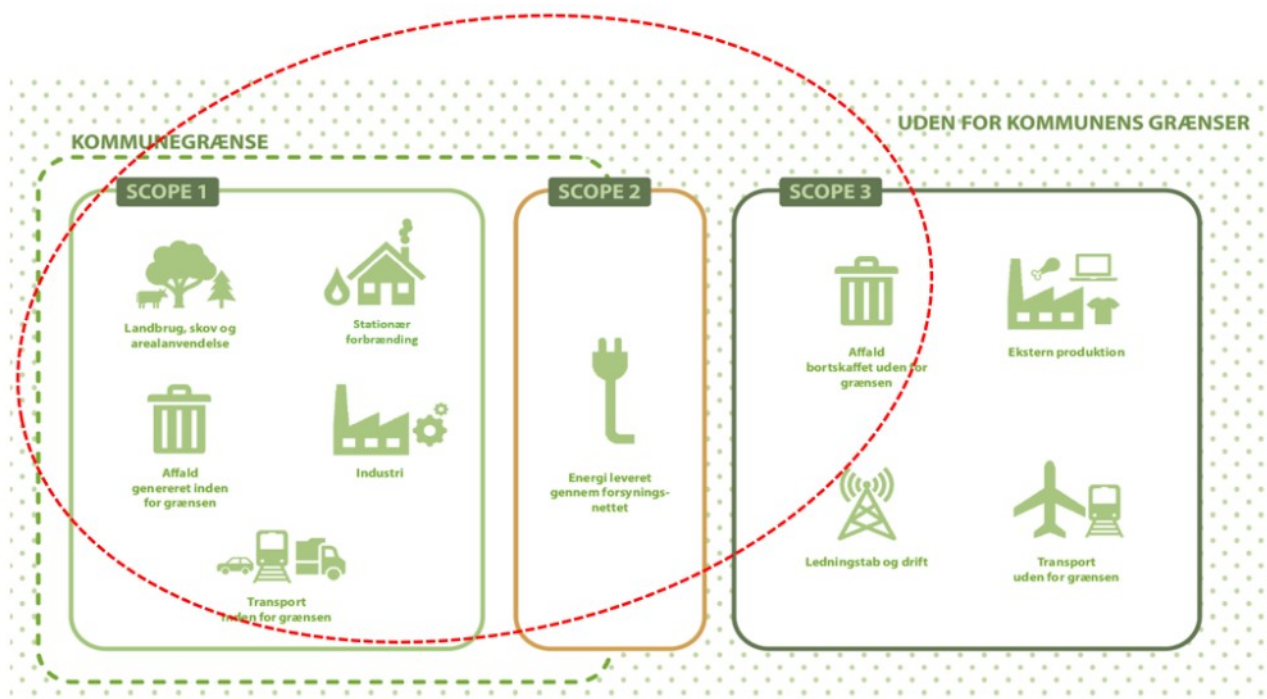 KOMMUNEGRÆNSE
UDEN FOR KOMMUNENS GRÆNSER
SCOPE 1
SCOPE 2
SCOPE 3
Landbrug, skov og
arealanvendelse
Stationær
forbrænding
Affald
genereret inden
for grænsen
Industri
Transport
inden for grænsen
Energi leveret
gennem forsynings-
nettet
Affald
bortskaffet uden for
grænsen
Ekstern produktion
Ledningstab og drift
Transport
uden for grænsen